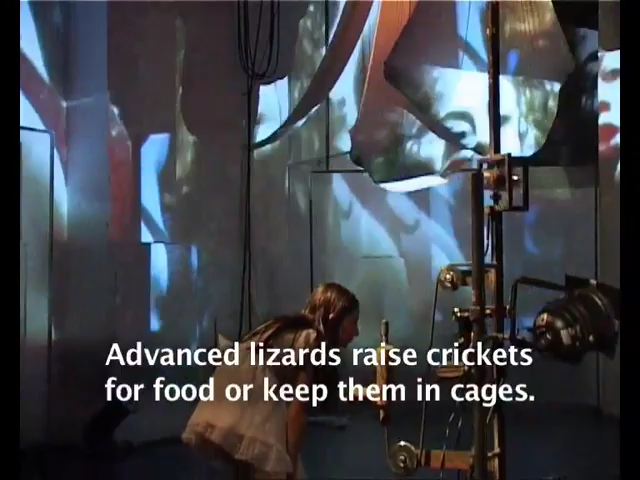 Advanced lizards raise crickets
for food or keep them in cages.